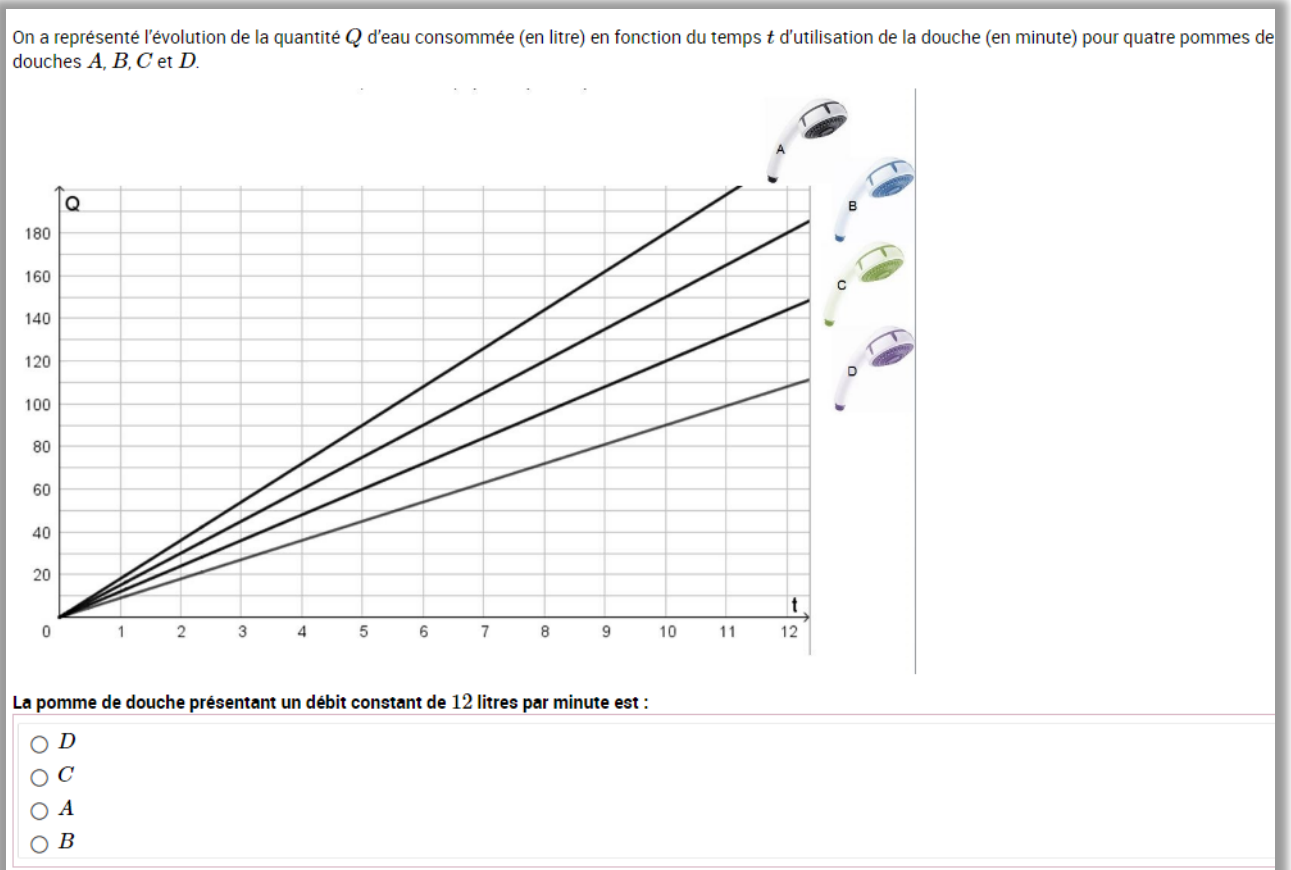 On a représenté l'évolution de la quantité Q d'eau consommée (en litre) en fonction du temps t d'utilisation de la douche (en minute) pour quatre pommes de
douches A, B, C et D.
A
B
C
D
Q
180
160
140
120
100
80
60
40
20
t
0 1 2 3 4 5 6 7 8 9 10 11 12
La pomme de douche présentant un débit constant de 12 litres par minute est :
D
C
A
B